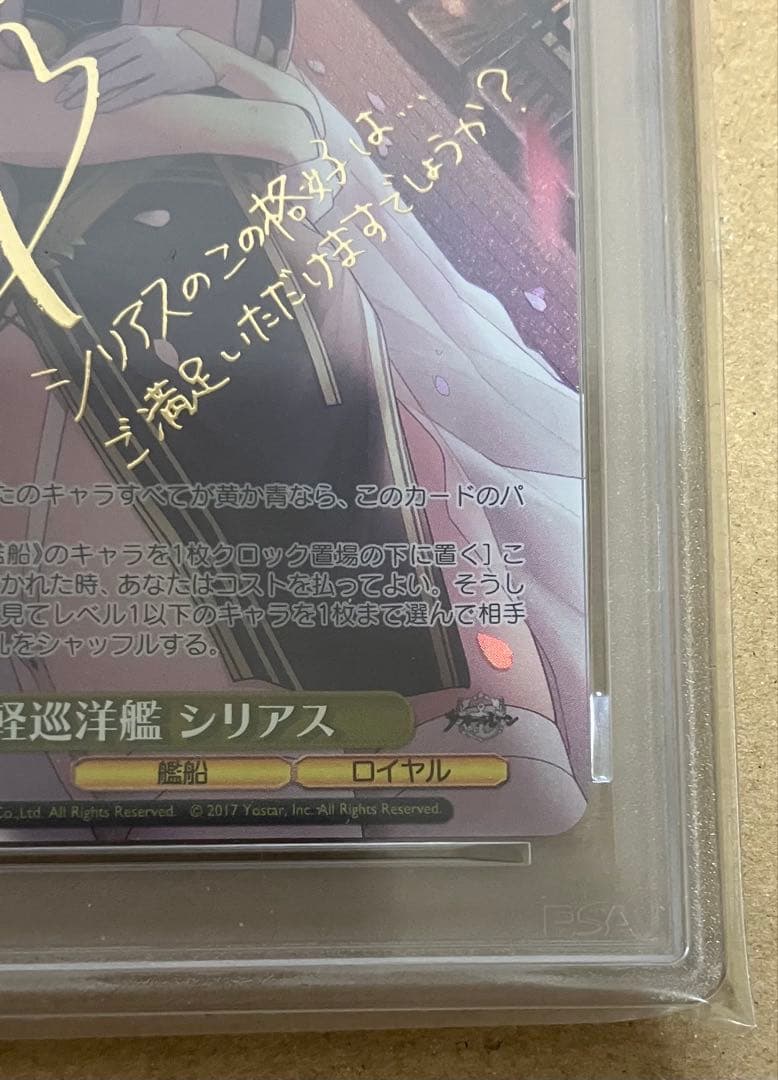 シリアスのこの格好は…
ご満足いただけますでしょうか？
たのキャラすべてが黄か青なら、このカードのパ
船》のキャラを1枚クロック置場の下に置く］こ
かれた時、あなたはコストを払ってよい。そうし
見てレベル1以下のキャラを1枚まで選んで相手
をシャッフルする。
軽巡洋艦 シリアス
艦船 ロイヤル
Co.,Ltd. All Rights Reserved. © 2017 Yostar, Inc. All Rights Reserved.
PSA